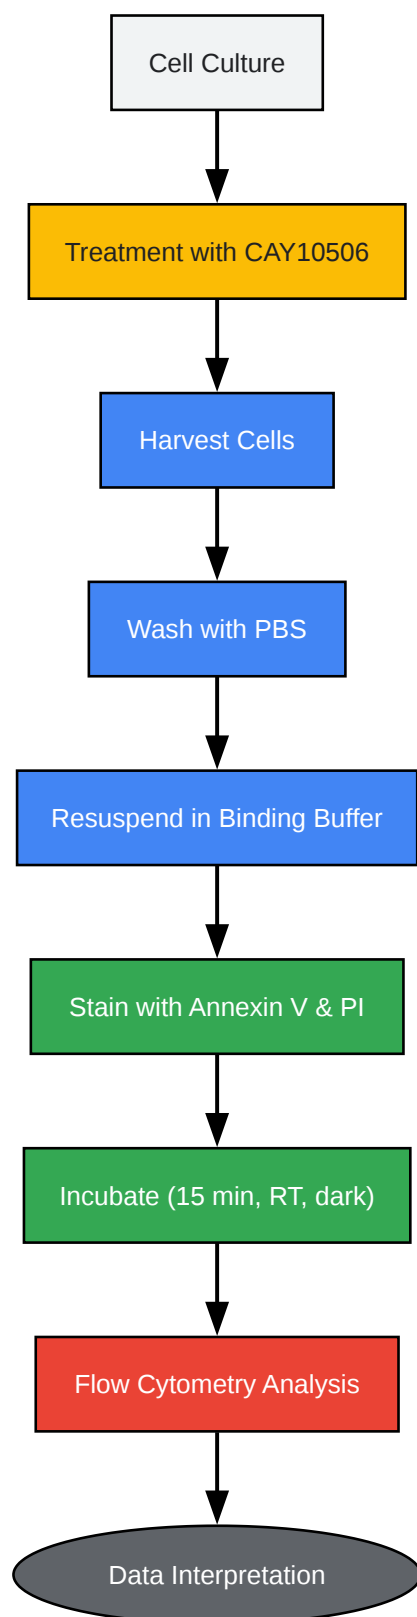 Cell Culture
Treatment with CAY10506
Harvest Cells
Wash with PBS
Resuspend in Binding Buffer
Stain with Annexin V & PI
Incubate (15 min, RT, dark)
Flow Cytometry Analysis
Data Interpretation